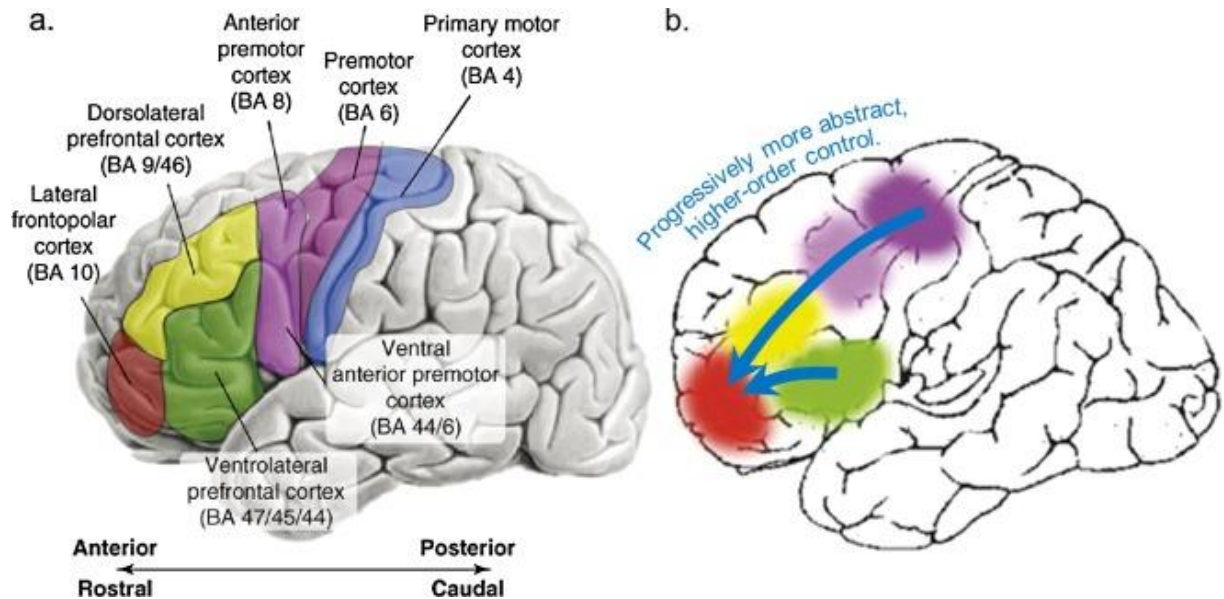 a.
Anterior
premotor
cortex
(BA 8)
Primary motor
cortex
(BA 4)
Premotor
cortex
(BA 6)
Dorsolateral
prefrontal cortex
(BA 9/46)
Lateral
frontopolar
cortex
(BA 10)
Ventral
anterior premotor
cortex
(BA 44/6)
Ventrolateral
prefrontal cortex
(BA 47/45/44)
Anterior
Posterior
Rostral
Caudal
b.
Progressively more abstract,
higher-order control.